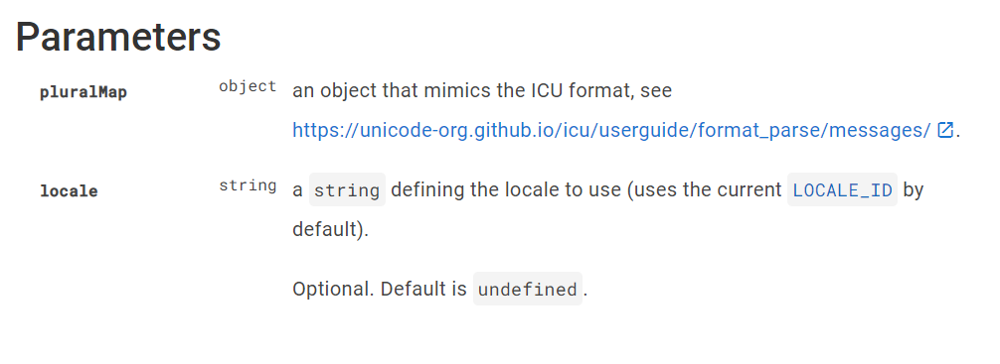 Parameters
pluralMap object an object that mimics the ICU format, see
https://unicode-org.github.io/icu/userguide/format_parse/messages/ .
locale string a string defining the locale to use (uses the current LOCALE_ID by
default).
Optional. Default is undefined.